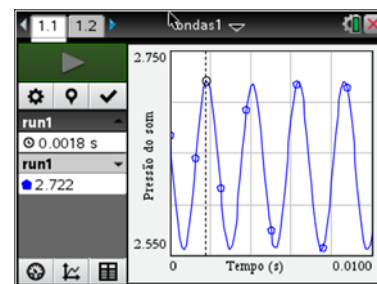 1.1 1.2 ondas1
run1
0.0018 s
run1
2.722
2.750
Pressão do som
2.550
0 Tempo (s) 0.0100